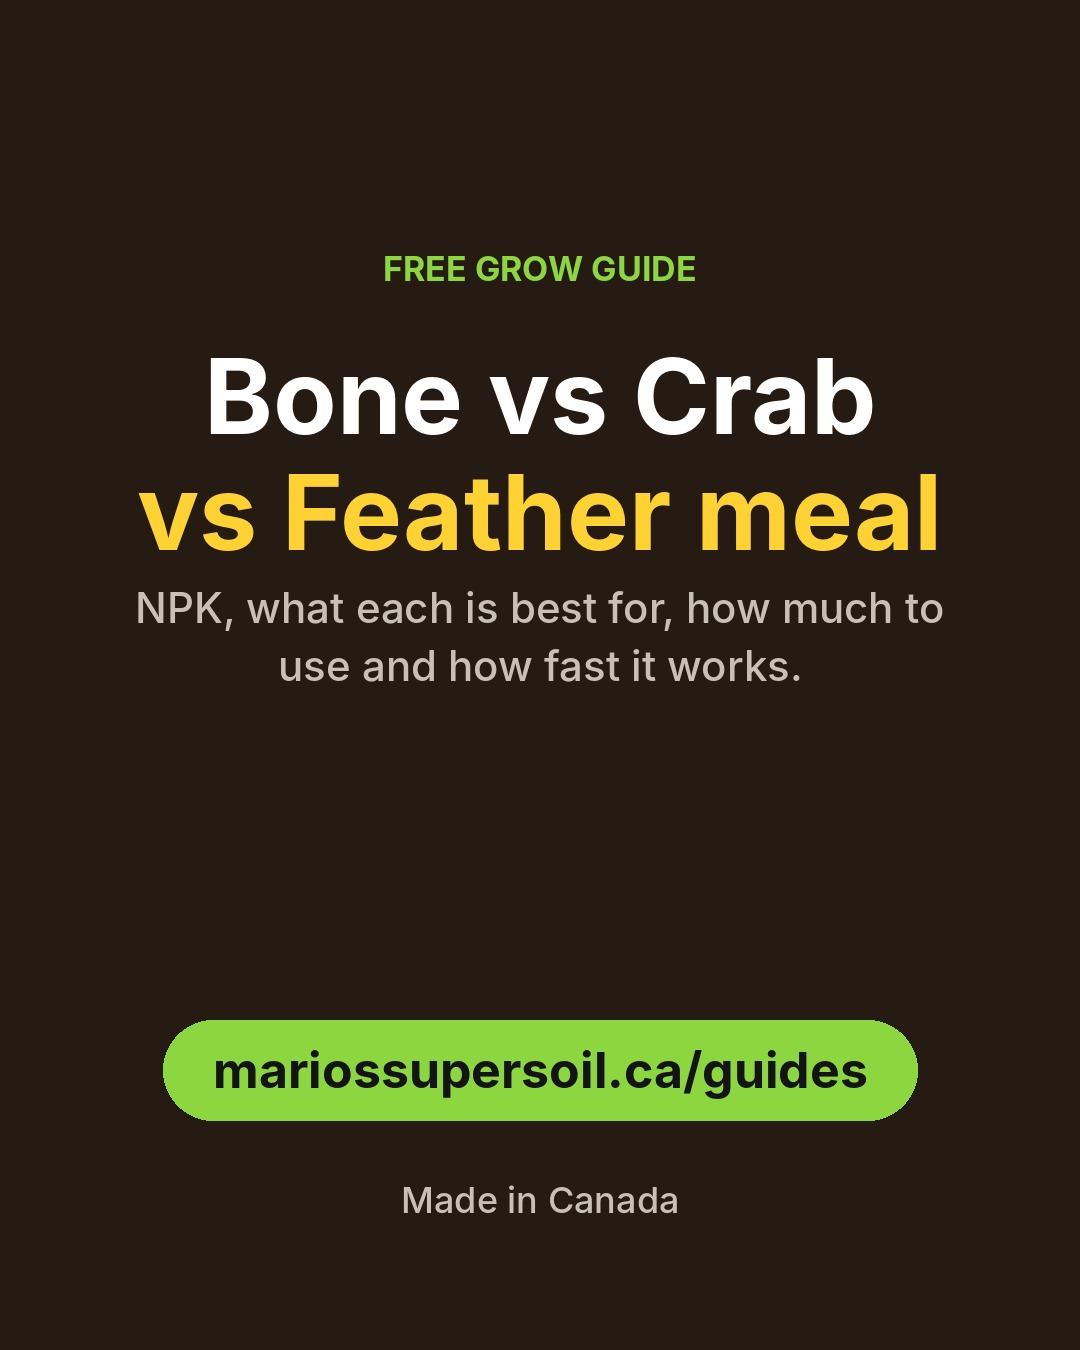 FREE GROW GUIDE
Bone vs Crab
vs Feather meal
NPK, what each is best for, how much to
use and how fast it works.
mariossupersoil.ca/guides
Made in Canada